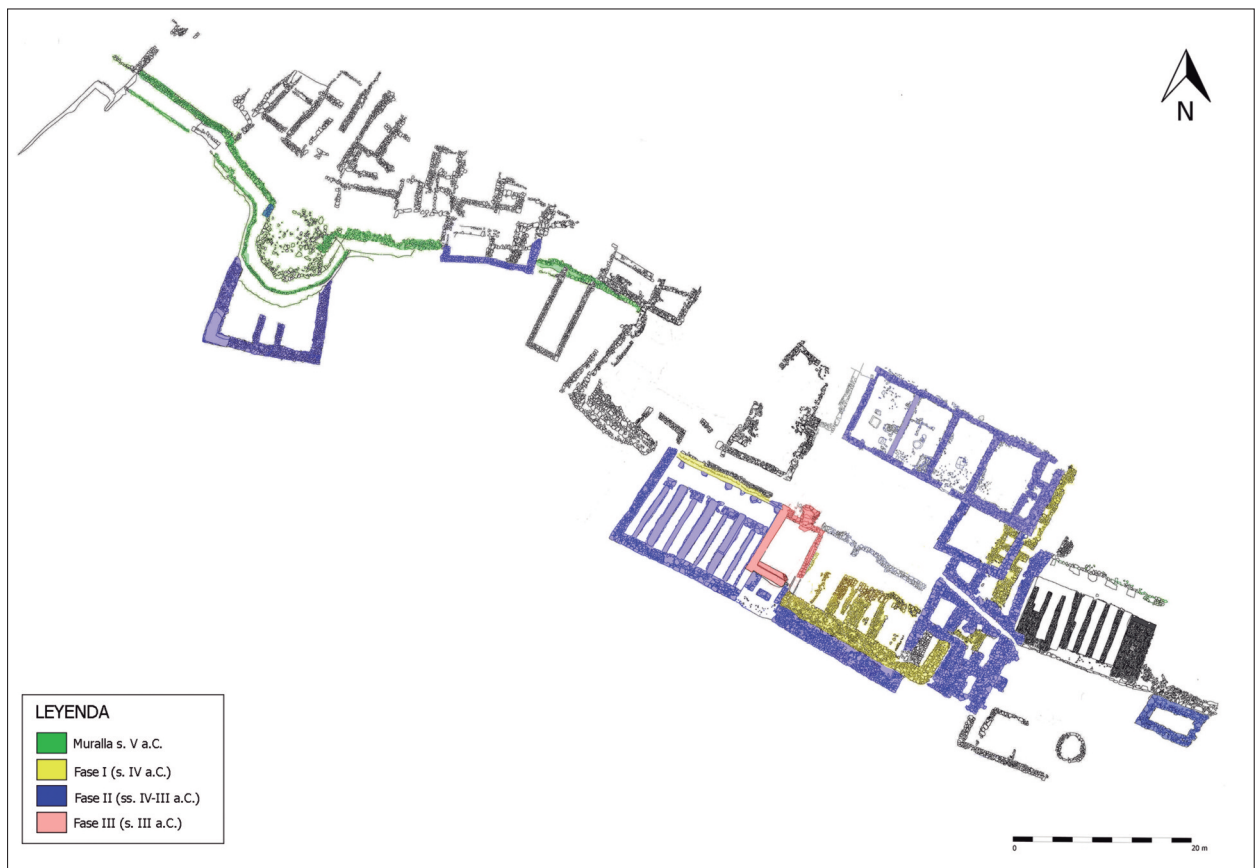 N
LEYENDA
Muralla s. V a.C.
Fase I (s. IV a.C.)
Fase II (ss. IV-III a.C.)
Fase III (s. III a.C.)
0 20 m